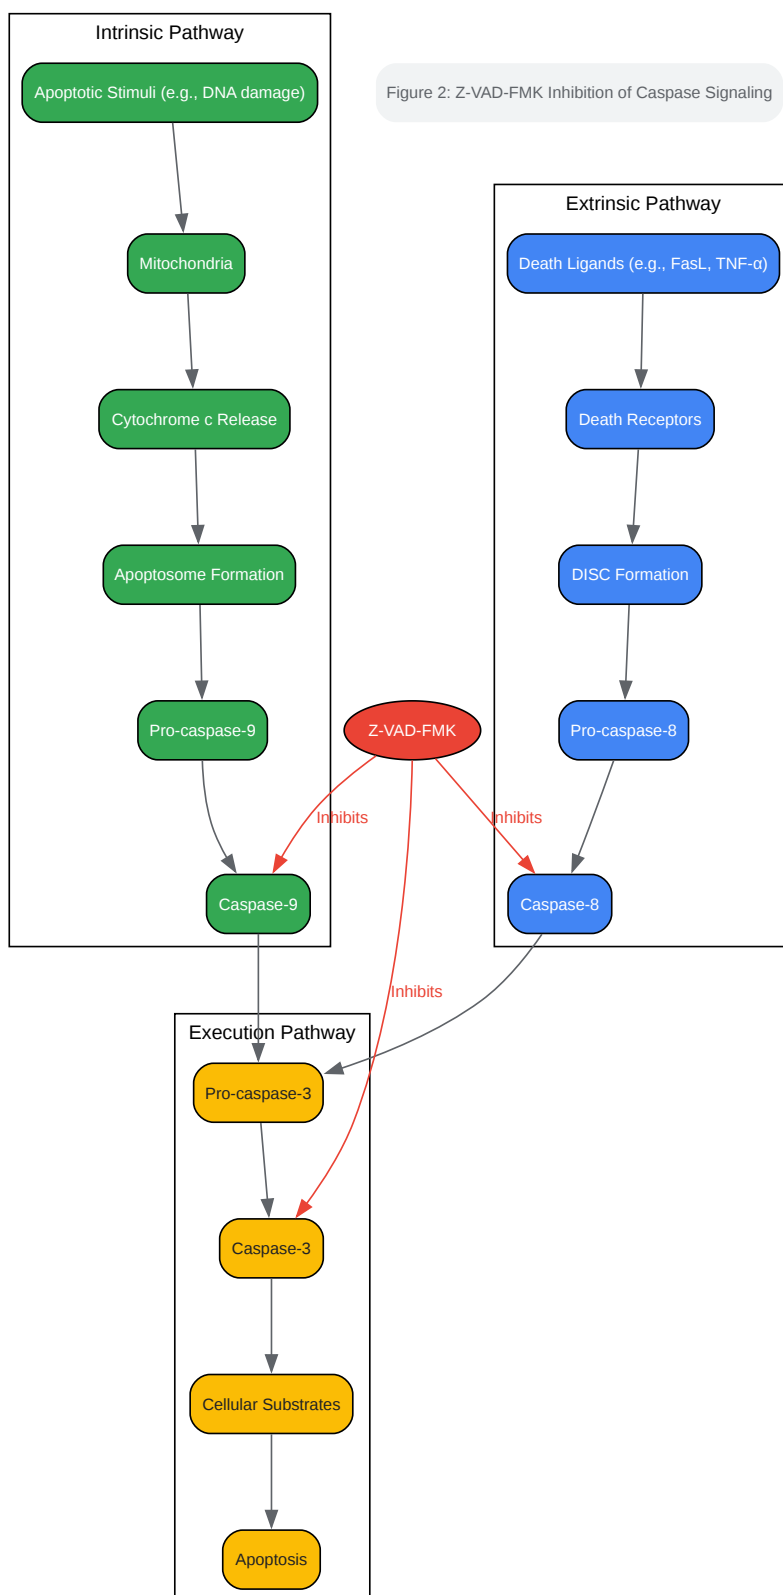 Intrinsic Pathway
Apoptotic Stimuli (e.g., DNA damage)
Figure 2: Z-VAD-FMK Inhibition of Caspase Signaling
Extrinsic Pathway
Mitochondria
Death Ligands (e.g., FasL, TNF-α)
Cytochrome c Release
Death Receptors
Apoptosome Formation
DISC Formation
Pro-caspase-9
Z-VAD-FMK
Pro-caspase-8
Inhibits
Inhibits
Caspase-9
Caspase-8
Inhibits
Execution Pathway
Pro-caspase-3
Caspase-3
Cellular Substrates
Apoptosis